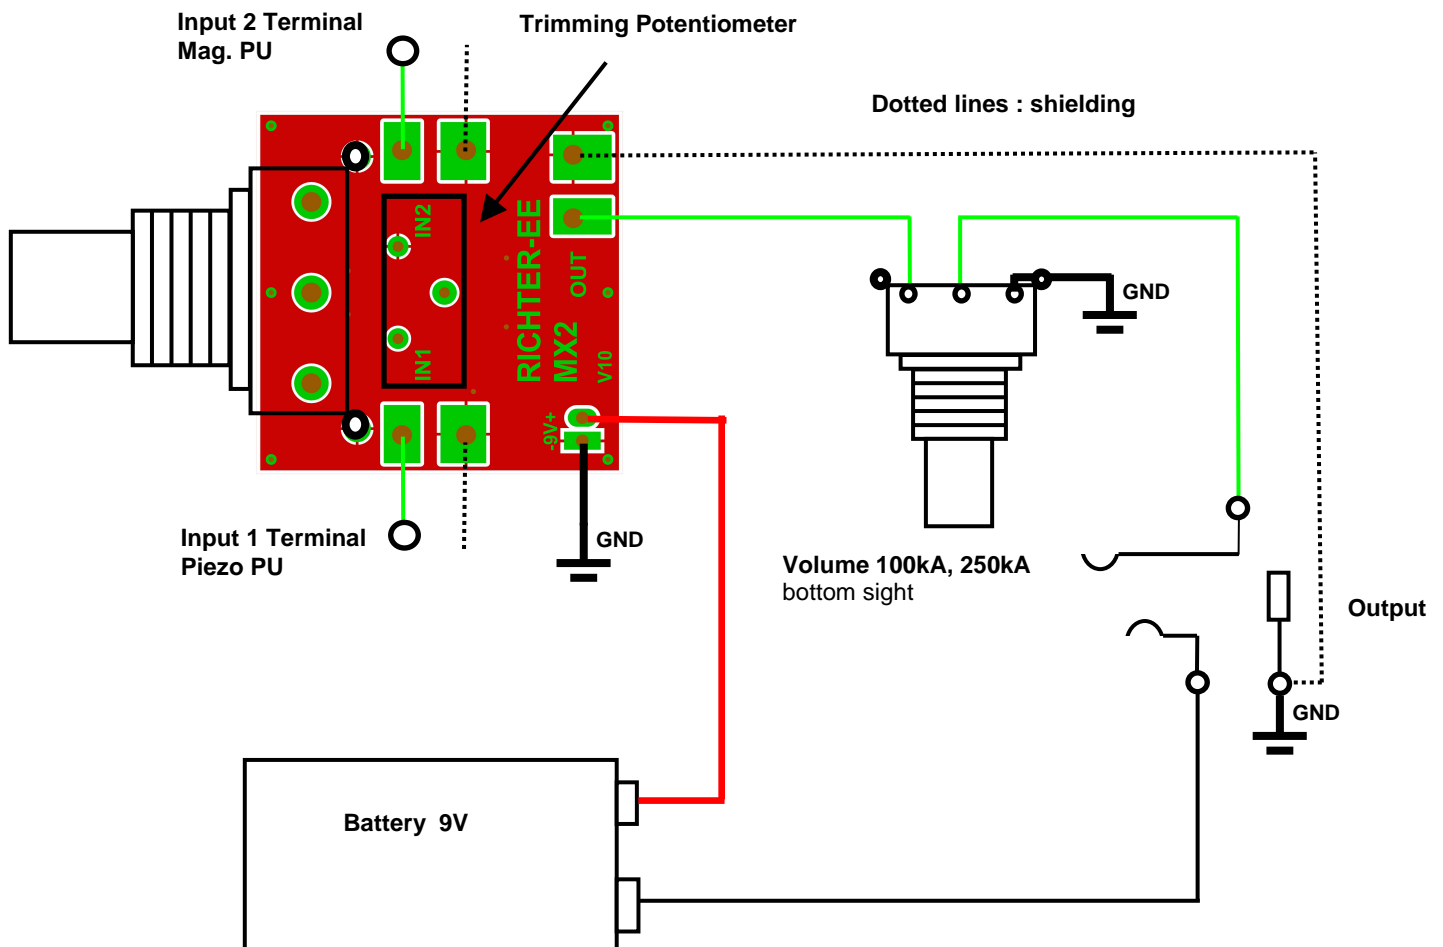 Input 2 Terminal
Mag. PU
Trimming Potentiometer
Dotted lines : shielding
IN2
IN1
RICHTER-EE
MX2
OUT
V10
-9V+
GND
GND
Input 1 Terminal
Piezo PU
Volume 100kA, 250kA
bottom sight
Output
GND
Battery 9V